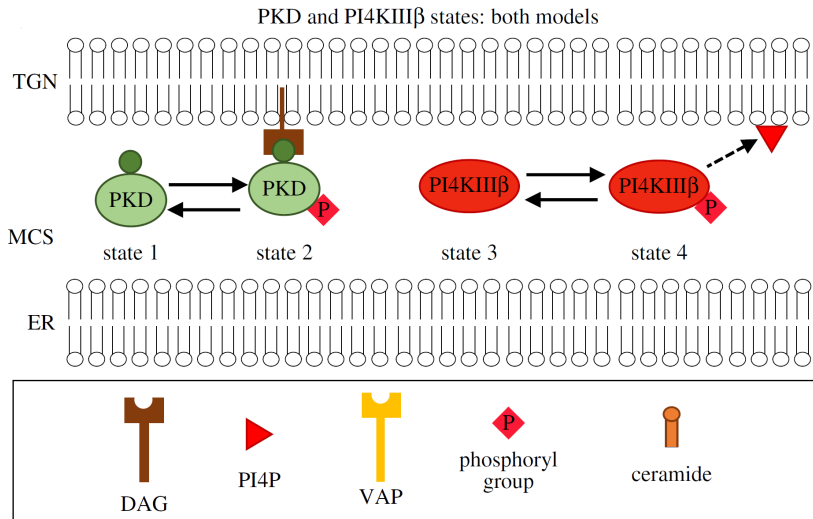 PKD and PI4KIIIβ states: both models
TGN
PKD
PKD
P
PI4KIIIβ
PI4KIIIβ
P
MCS
state 1
state 2
state 3
state 4
ER
DAG
PI4P
VAP
P
phosphoryl
group
ceramide